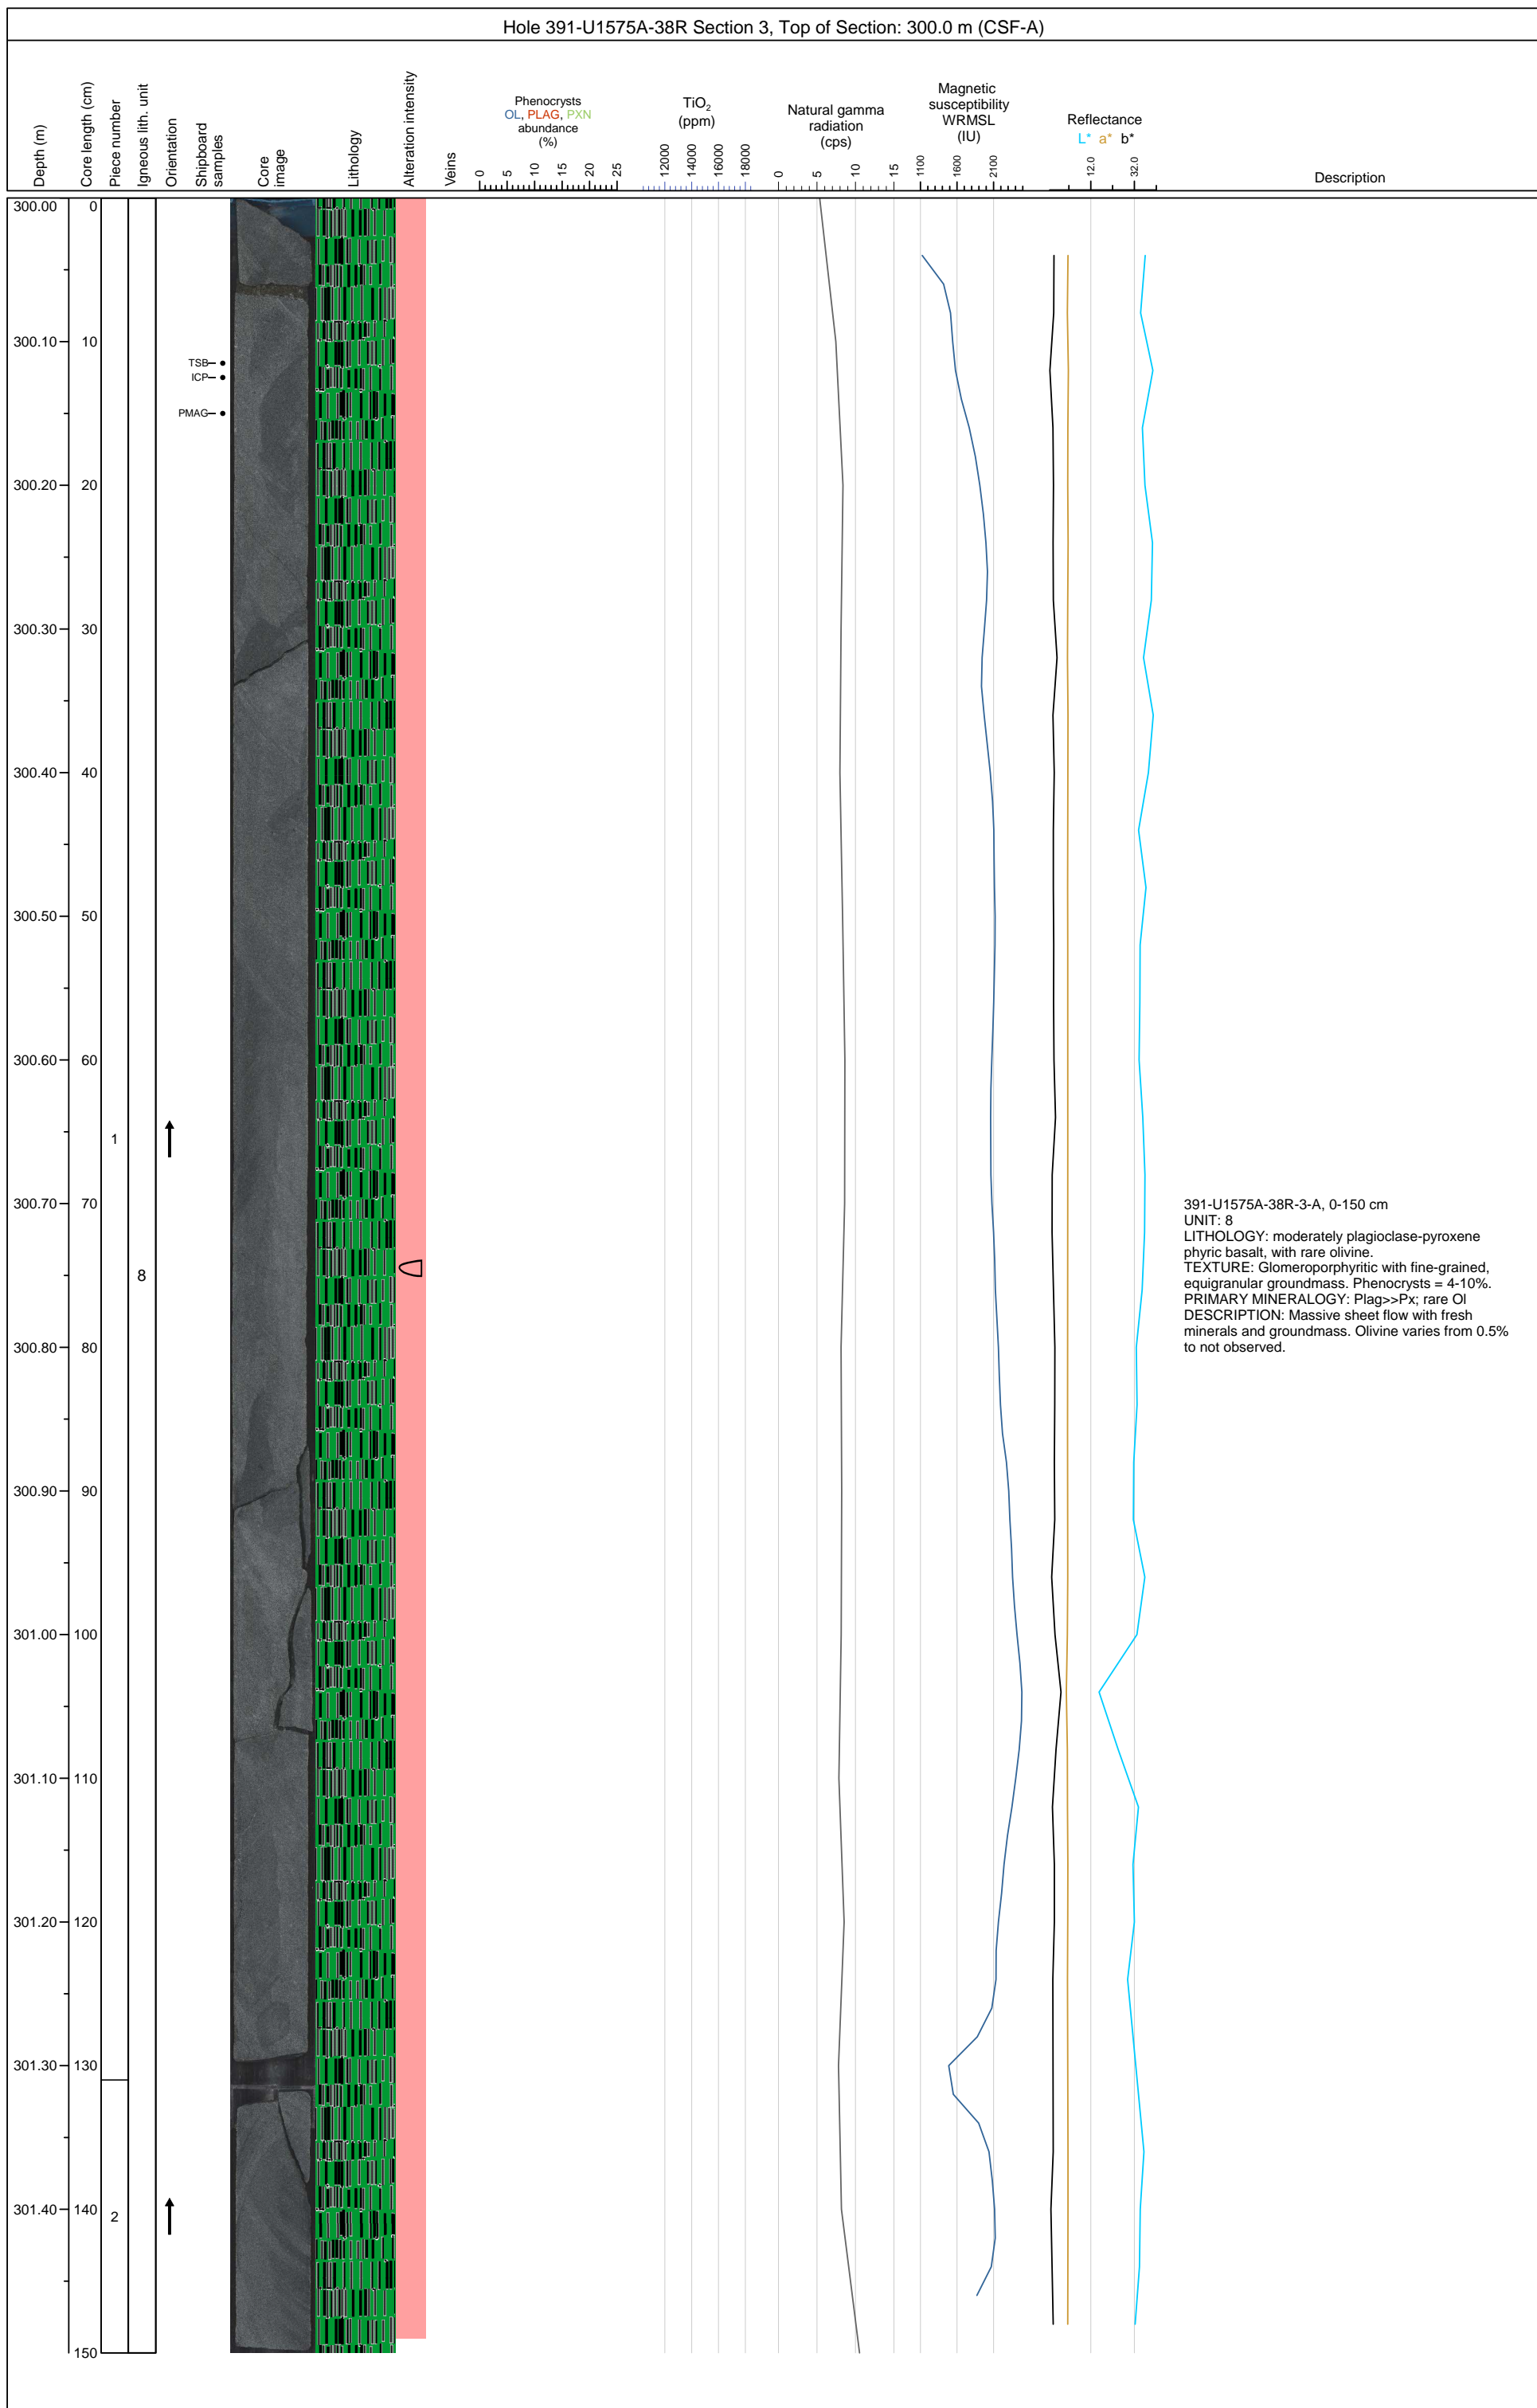 Hole 391-U1575A-38R Section 3, Top of Section: 300.0 m (CSF-A)
Depth (m)
Core length (cm)
Piece number
Igneous lith. unit
Orientation
Shipboard
samples
Core
image
Lithology
Alteration intensity
Veins
Phenocrysts
OL, PLAG, PXN
abundance
(%)
0 5 10 15 20 25
TiO2
(ppm)
12000 14000 16000 18000
Natural gamma
radiation
(cps)
0 5 10 15
Magnetic
susceptibility
WRMSL
(IU)
1100 1600 2100
Reflectance
L* a* b*
12.0 32.0
Description
300.00 0
300.10 10
TSB
ICP
PMAG
300.20 20
300.30 30
300.40 40
300.50 50
300.60 60
1
300.70 70
8
300.80 80
300.90 90
301.00 100
301.10 110
301.20 120
301.30 130
301.40 140
2
150
391-U1575A-38R-3-A, 0-150 cm
UNIT: 8
LITHOLOGY: moderately plagioclase-pyroxene
phyric basalt, with rare olivine.
TEXTURE: Glomeroporphyritic with fine-grained,
equigranular groundmass. Phenocrysts = 4-10%.
PRIMARY MINERALOGY: Plag>>Px; rare Ol
DESCRIPTION: Massive sheet flow with fresh
minerals and groundmass. Olivine varies from 0.5%
to not observed.